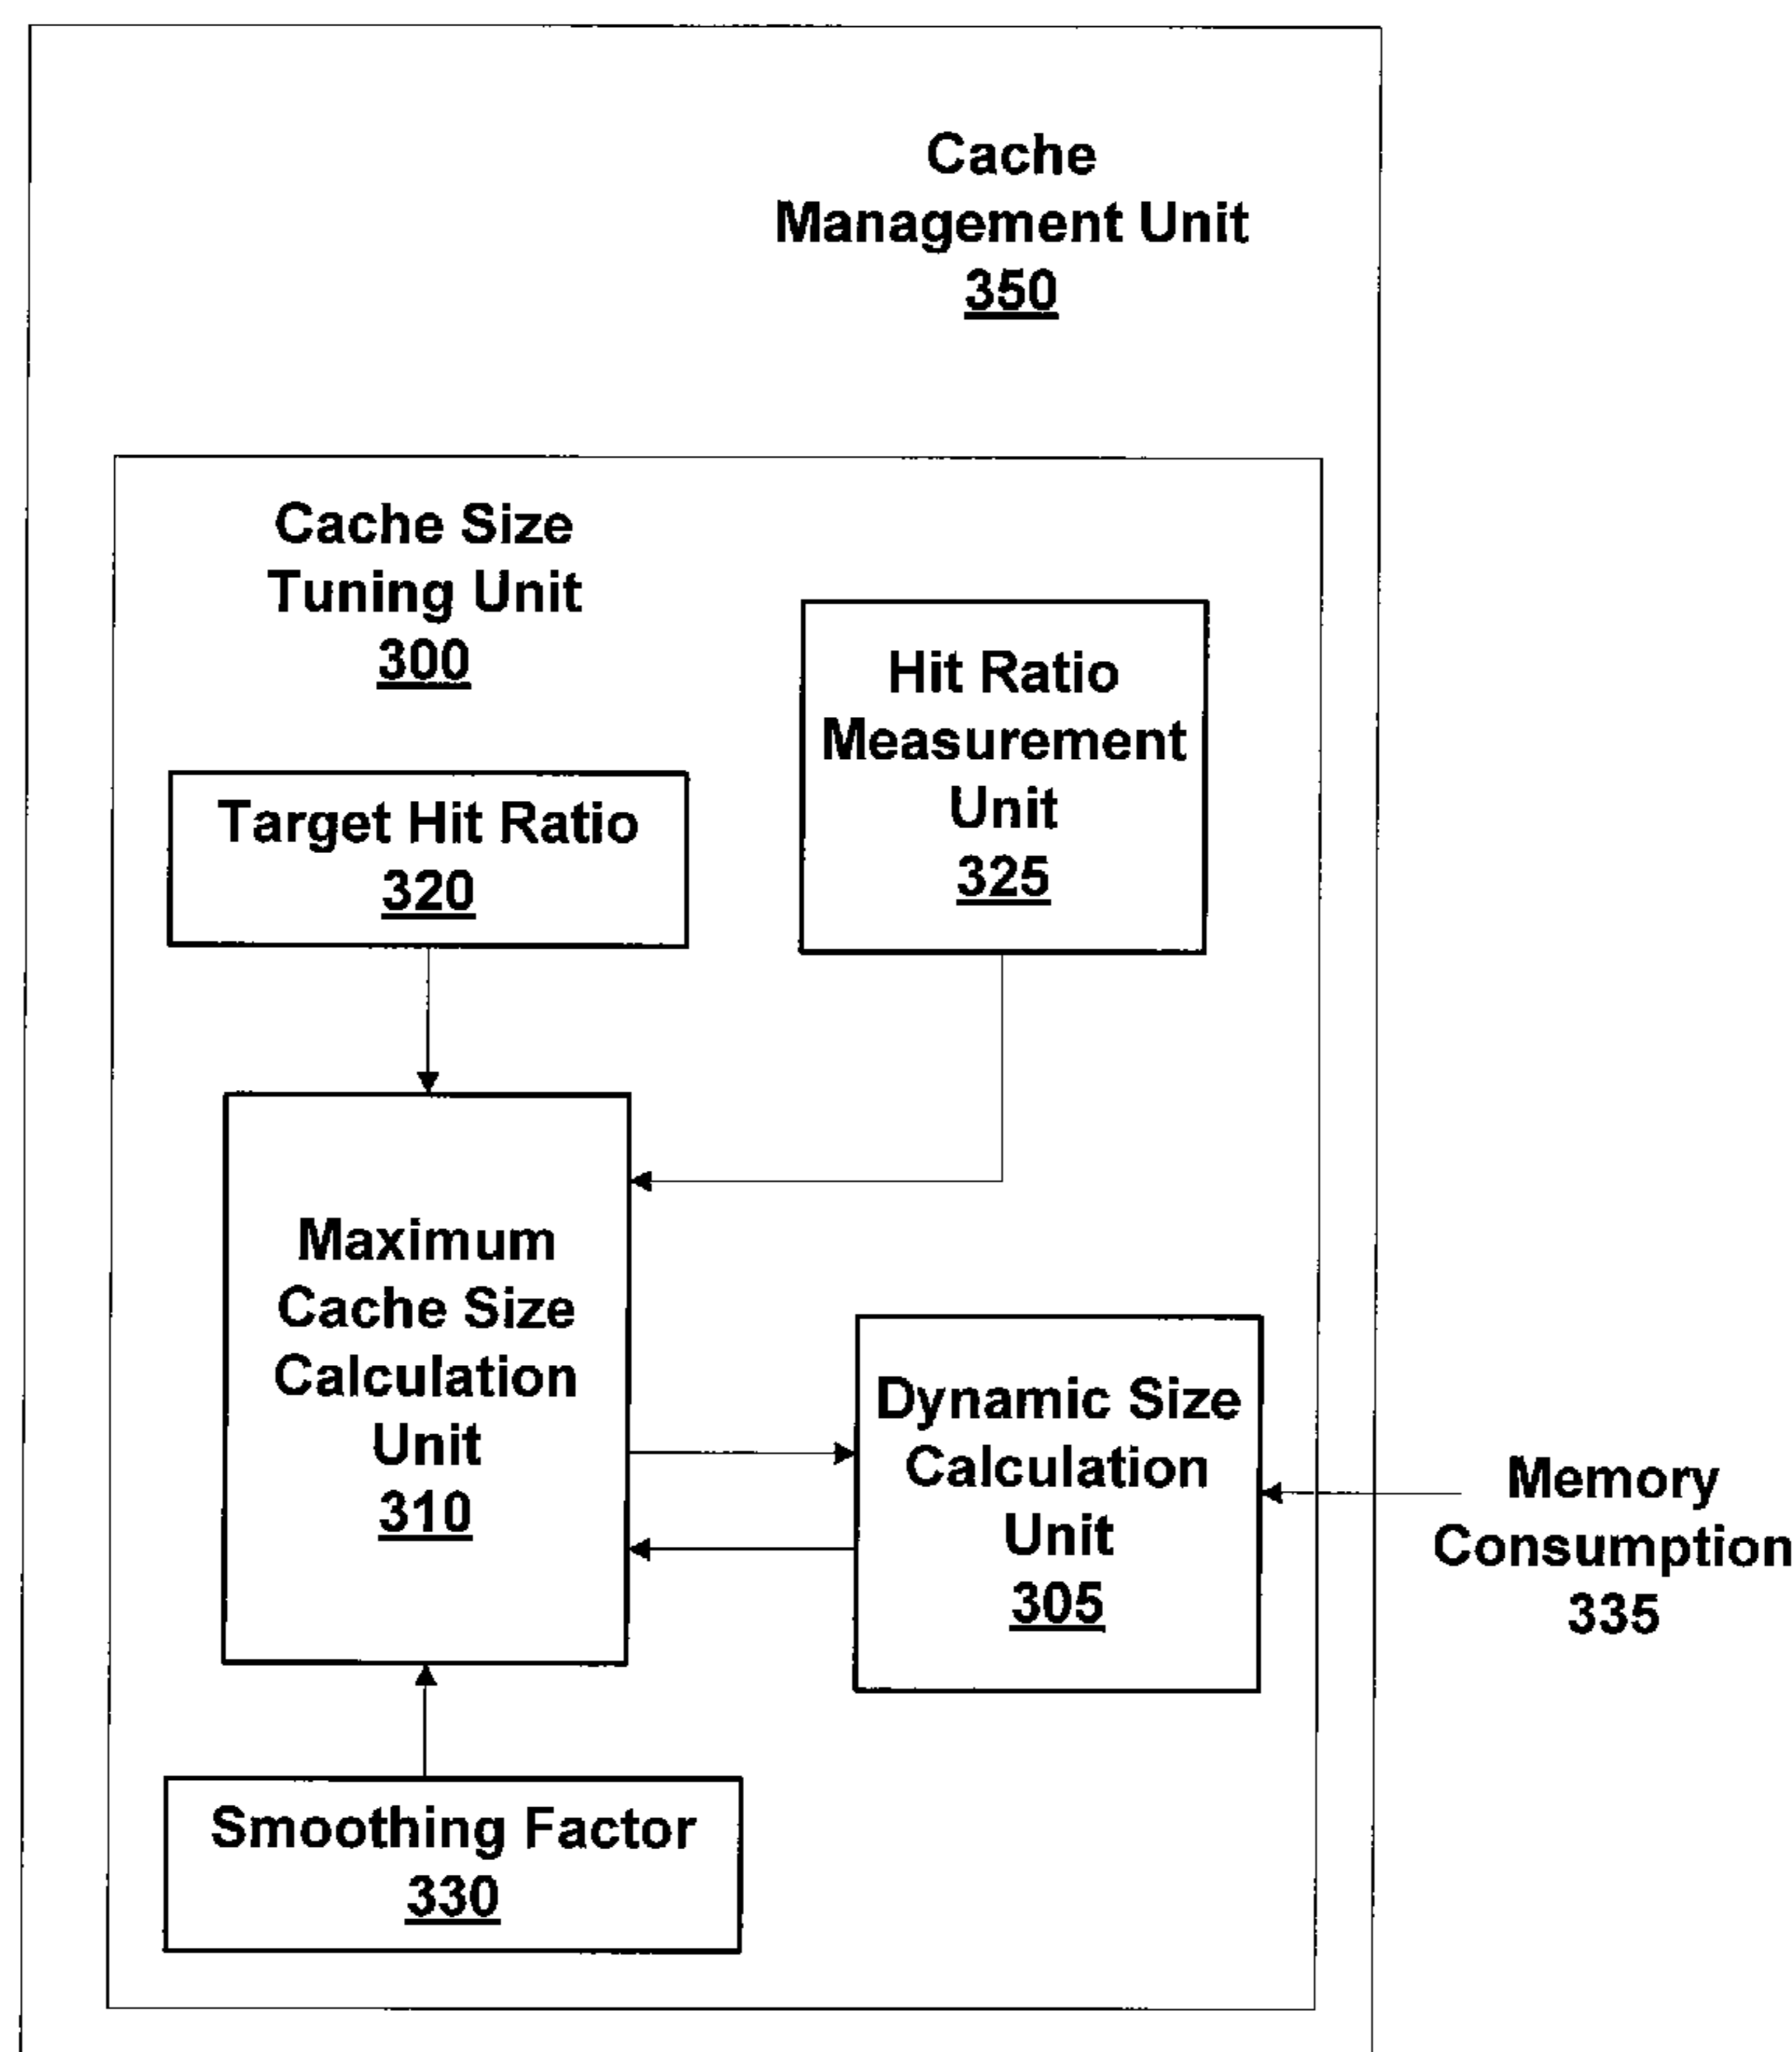 Cache
Management Unit
350
Cache Size
Tuning Unit
300
Hit Ratio
Measurement
Unit
325
Target Hit Ratio
320
Maximum
Cache Size
Calculation
Unit
310
Dynamic Size
Calculation
Unit
305
Memory
Consumption
335
Smoothing Factor
330